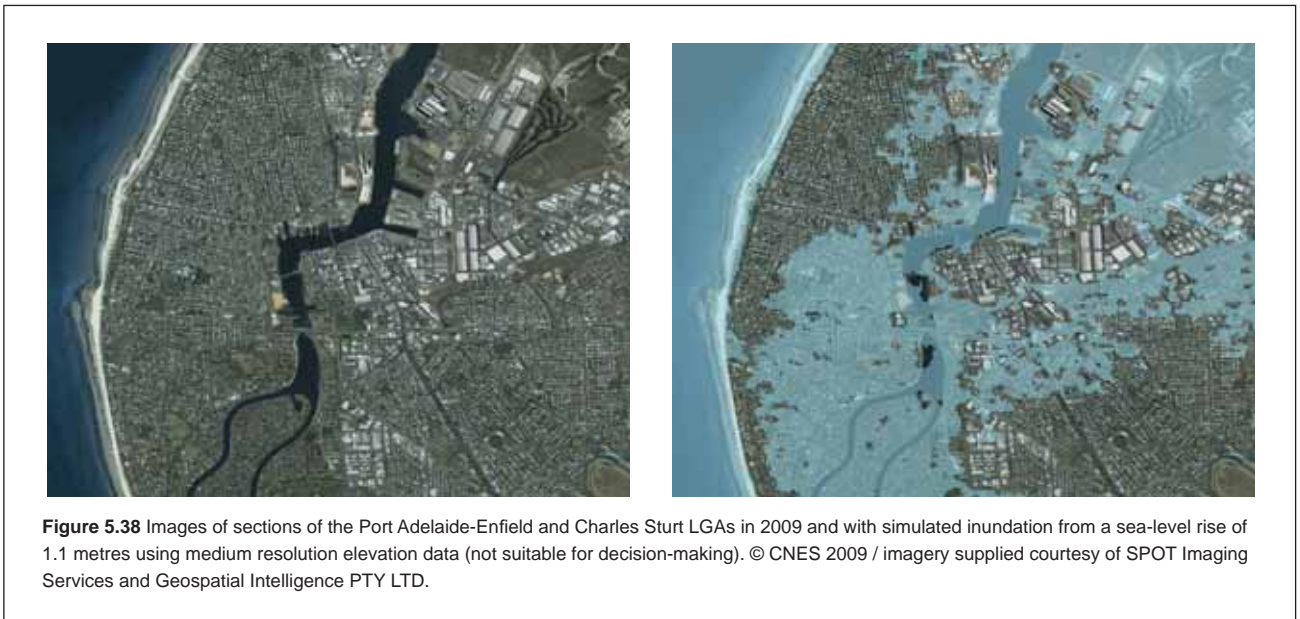 Figure 5.38 Images of sections of the Port Adelaide-Enfield and Charles Sturt LGAs in 2009 and with simulated inundation from a sea-level rise of
1.1 metres using medium resolution elevation data (not suitable for decision-making). © CNES 2009 / imagery supplied courtesy of SPOT Imaging
Services and Geospatial Intelligence PTY LTD.